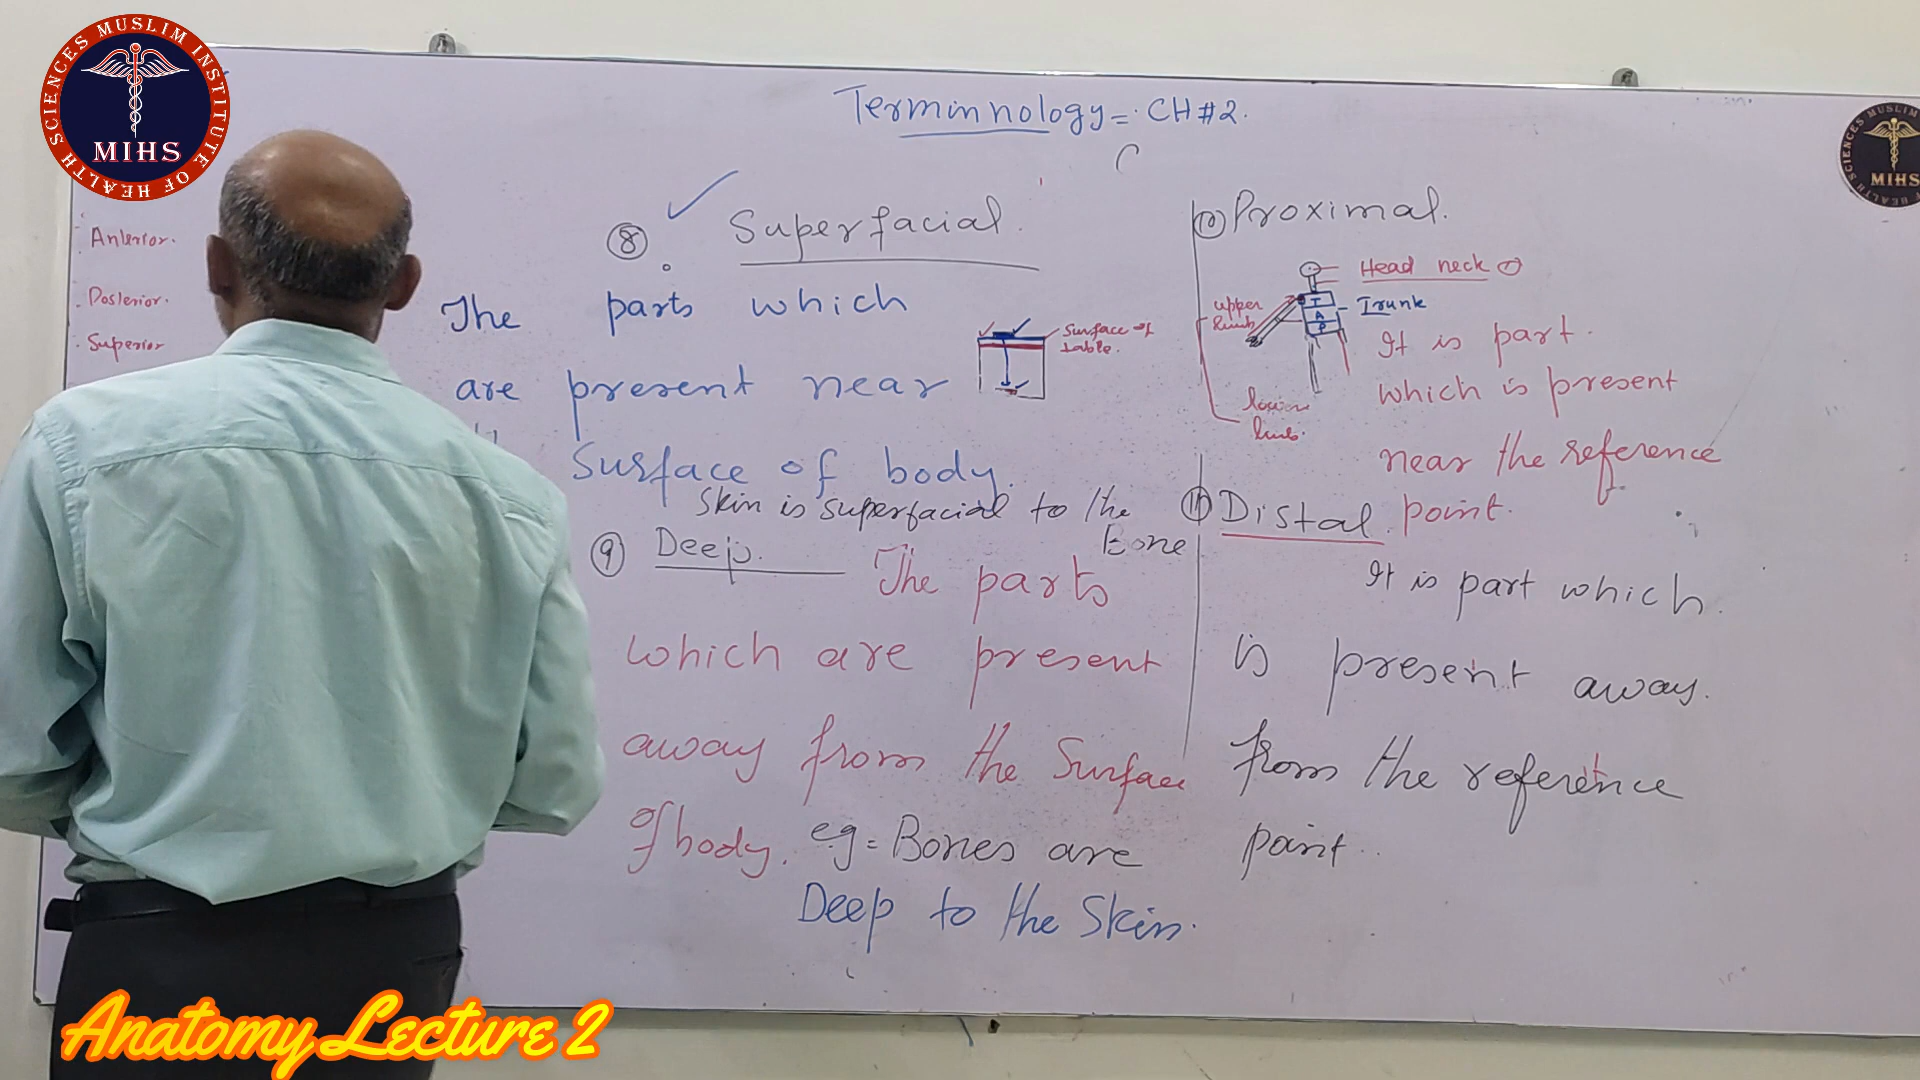 SCIENCES MUSLIM INSTITUTE OF HEALTH
MIHS
SCIENCES MUSLIM
MIHS
Terminnology = CH#2.
Anterior.
Posterior.
Superior
8 Superfacial.
The parts which
are present near
Surface of body.
Surface of
table.
Skin is superfacial to the
Bone
9 Deep.
The parts
which are present
away from the Surface
of body. eg = Bones are
Deep to the Skin.
10 Proximal.
Head neck
upper
limb
T
A
P
Trunk
lower
limb.
It is part.
which is present
near the reference
point.
11 Distal.
It is part which.
is present away.
from the reference
point.
Anatomy Lecture 2